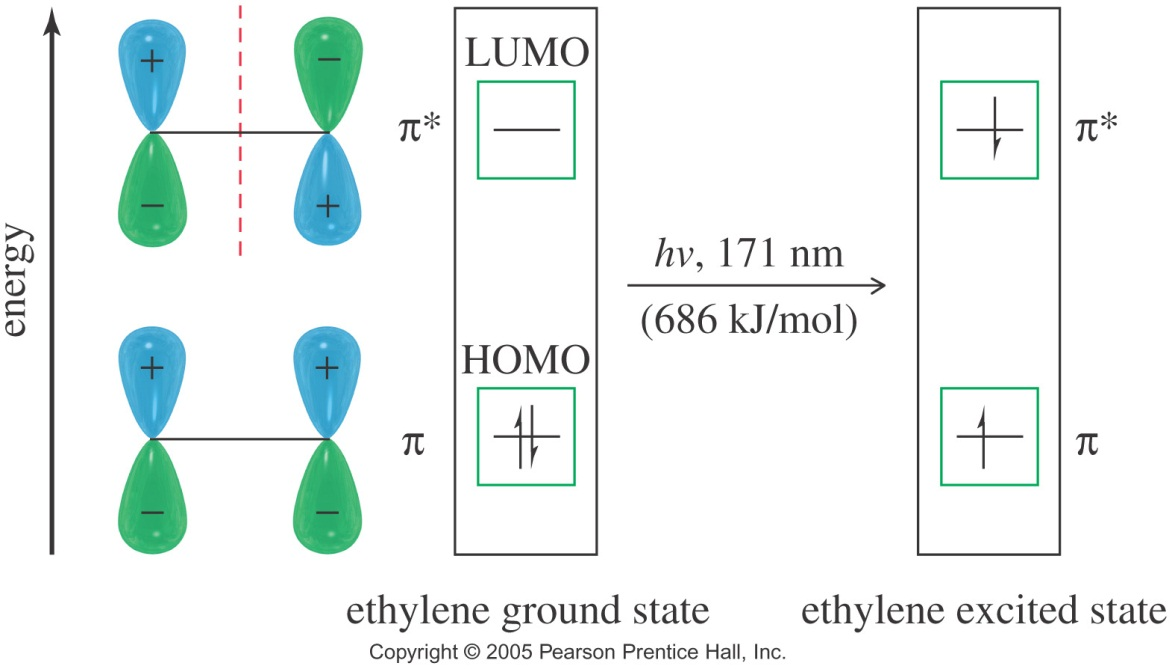 energy
+ −
− +
+ +
− −
LUMO
π*
HOMO
π
hν, 171 nm
(686 kJ/mol)
π*
π
ethylene ground state
ethylene excited state
Copyright © 2005 Pearson Prentice Hall, Inc.